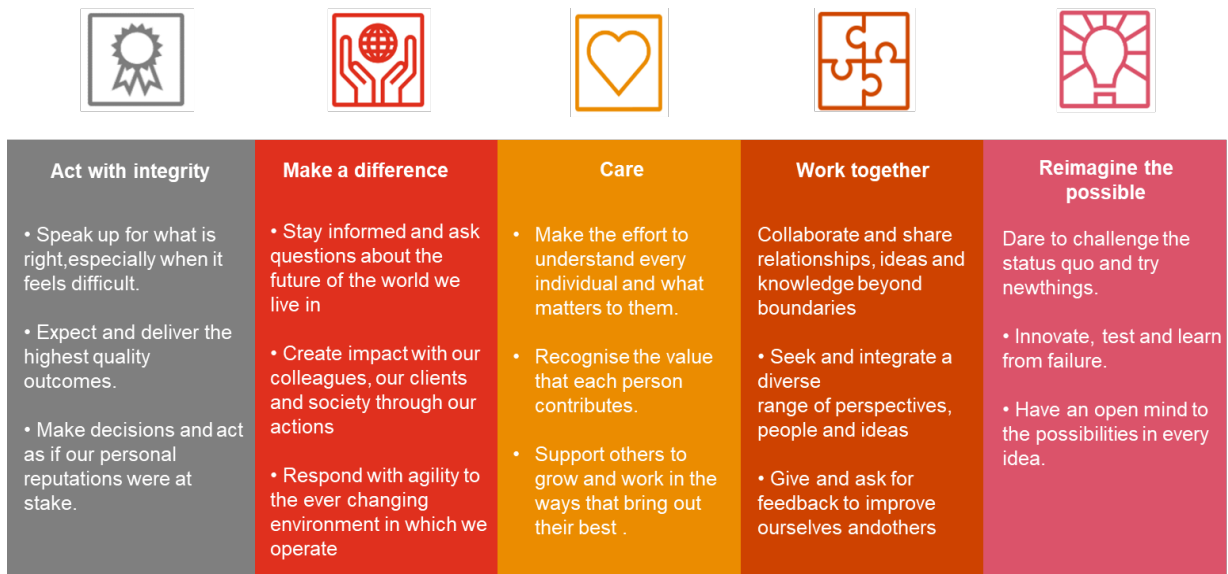 Act with integrity
• Speak up for what is
right,especially when it
feels difficult.
• Expect and deliver the
highest quality
outcomes.
• Make decisions and act
as if our personal
reputations were at
stake.
Make a difference
• Stay informed and ask
questions about the
future of the world we
live in
• Create impact with our
colleagues, our clients
and society through our
actions
• Respond with agility to
the ever changing
environment in which we
operate
Care
• Make the effort to
understand every
individual and what
matters to them.
• Recognise the value
that each person
contributes.
• Support others to
grow and work in the
ways that bring out
their best .
Work together
Collaborate and share
relationships, ideas and
knowledge beyond
boundaries
• Seek and integrate a
diverse
range of perspectives,
people and ideas
• Give and ask for
feedback to improve
ourselves andothers
Reimagine the
possible
Dare to challenge the
status quo and try
newthings.
• Innovate, test and learn
from failure.
• Have an open mind to
the possibilities in every
idea.